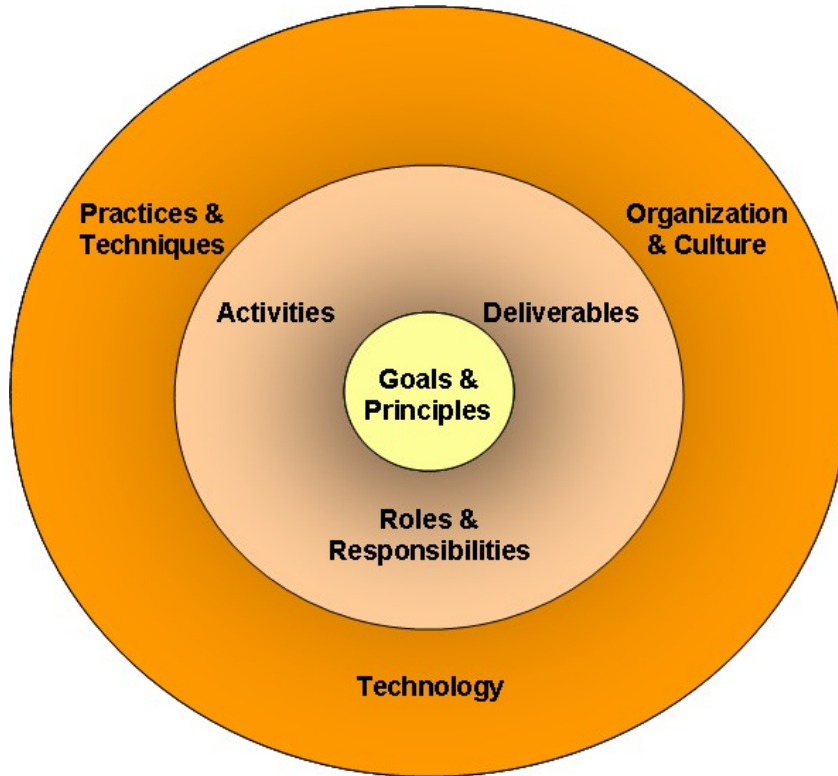 Practices &
Techniques
Organization
& Culture
Activities
Deliverables
Goals &
Principles
Roles &
Responsibilities
Technology